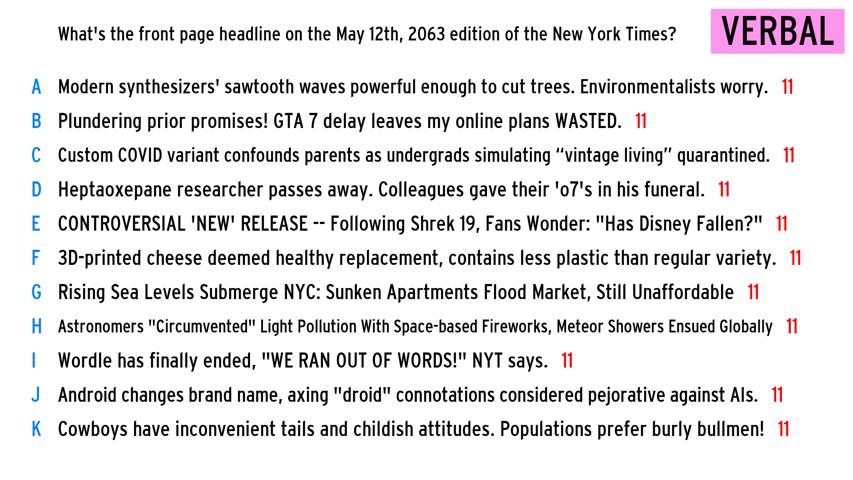 What's the front page headline on the May 12th, 2063 edition of the New York Times?
VERBAL
A Modern synthesizers' sawtooth waves powerful enough to cut trees. Environmentalists worry. 11
B Plundering prior promises! GTA 7 delay leaves my online plans WASTED. 11
C Custom COVID variant confounds parents as undergrads simulating “vintage living” quarantined. 11
D Heptaoxepane researcher passes away. Colleagues gave their 'o7's in his funeral. 11
E CONTROVERSIAL 'NEW' RELEASE -- Following Shrek 19, Fans Wonder: "Has Disney Fallen?" 11
F 3D-printed cheese deemed healthy replacement, contains less plastic than regular variety. 11
G Rising Sea Levels Submerge NYC: Sunken Apartments Flood Market, Still Unaffordable 11
H Astronomers "Circumvented" Light Pollution With Space-based Fireworks, Meteor Showers Ensued Globally 11
I Wordle has finally ended, "WE RAN OUT OF WORDS!" NYT says. 11
J Android changes brand name, axing "droid" connotations considered pejorative against AIs. 11
K Cowboys have inconvenient tails and childish attitudes. Populations prefer burly bullmen! 11